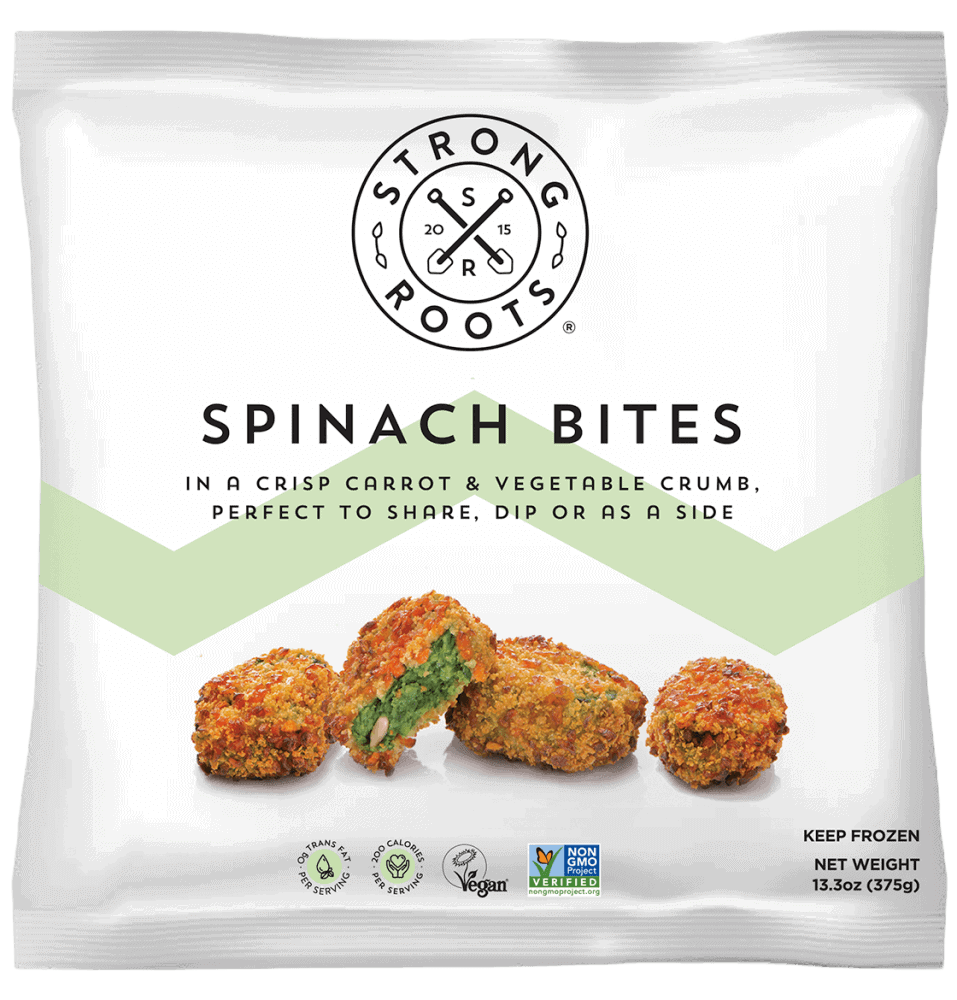 STRONG
S
20 15
R
ROOTS
®
SPINACH BITES
IN A CRISP CARROT & VEGETABLE CRUMB,
PERFECT TO SHARE, DIP OR AS A SIDE
0g TRANS FAT
PER SERVING
200 CALORIES
PER SERVING
Vegan
NON
GMO
Project
VERIFIED
nongmoproject.org
KEEP FROZEN
NET WEIGHT
13.3oz (375g)